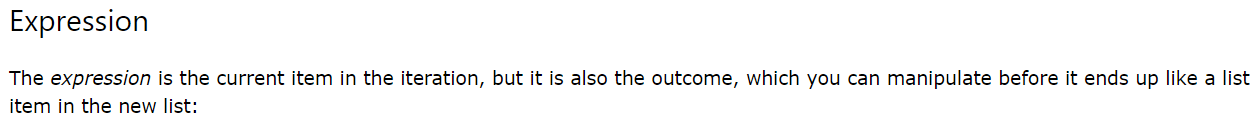 Expression
The expression is the current item in the iteration, but it is also the outcome, which you can manipulate before it ends up like a list
item in the new list: